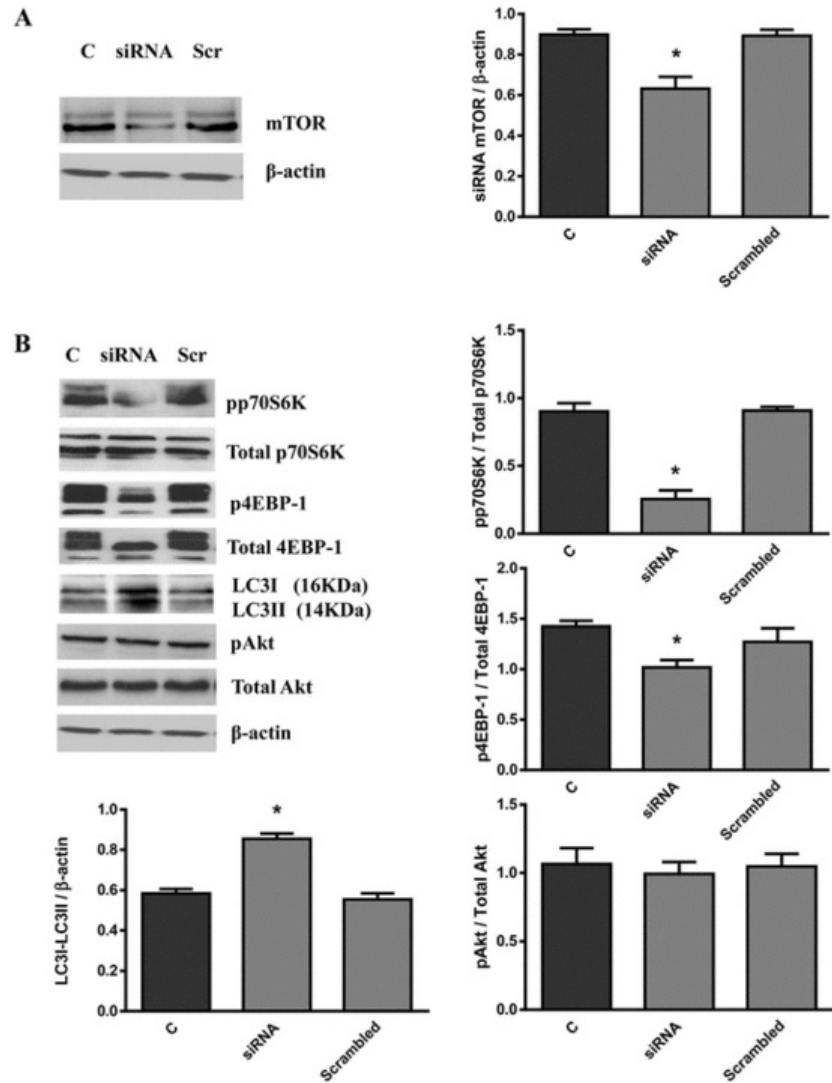 A
C siRNA Scr
mTOR
β-actin
siRNA mTOR / β-actin
1.0
0.8
0.6
0.4
0.2
0.0
C
siRNA
Scrambled
*
B
C siRNA Scr
pp70S6K
Total p70S6K
p4EBP-1
Total 4EBP-1
LC3I (16KDa)
LC3II (14KDa)
pAkt
Total Akt
β-actin
pp70S6K / Total p70S6K
1.5
1.0
0.5
0.0
C
siRNA
Scrambled
*
p4EBP-1 / Total 4EBP-1
2.0
1.5
1.0
0.5
0.0
C
siRNA
Scrambled
*
LC3I-LC3II / β-actin
1.0
0.8
0.6
0.4
0.2
0.0
C
siRNA
Scrambled
*
pAkt / Total Akt
1.5
1.0
0.5
0.0
C
siRNA
Scrambled